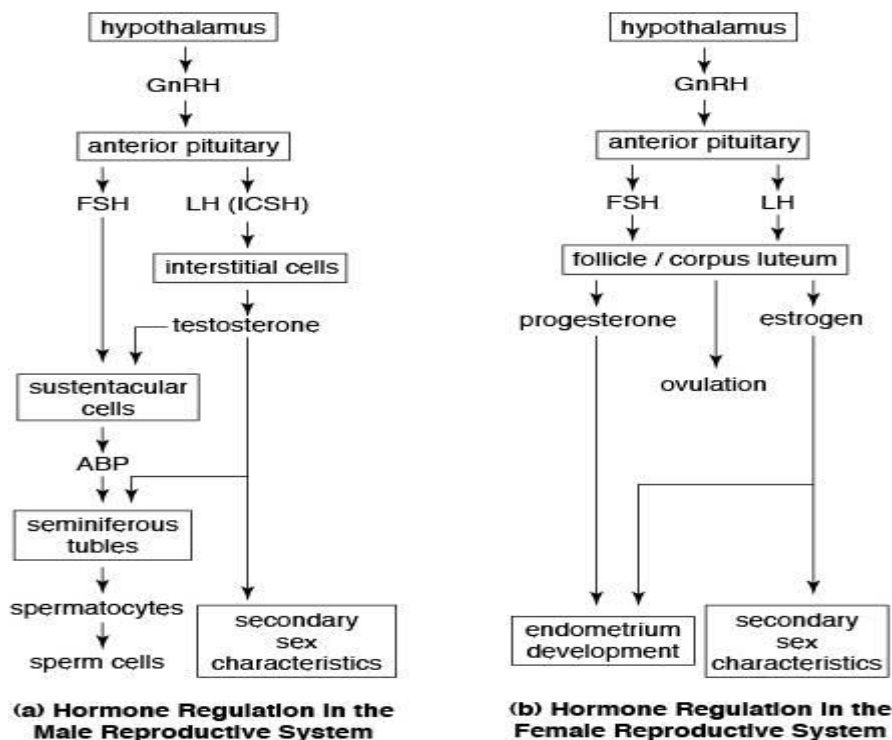 hypothalamus
GnRH
anterior pituitary
FSH
LH (ICSH)
interstitial cells
testosterone
sustentacular
cells
ABP
seminiferous
tubles
spermatocytes
sperm cells
secondary
sex
characteristics
(a) Hormone Regulation in the
Male Reproductive System
hypothalamus
GnRH
anterior pituitary
FSH
LH
follicle / corpus luteum
progesterone
estrogen
ovulation
endometrium
development
secondary
sex
characteristics
(b) Hormone Regulation in the
Female Reproductive System